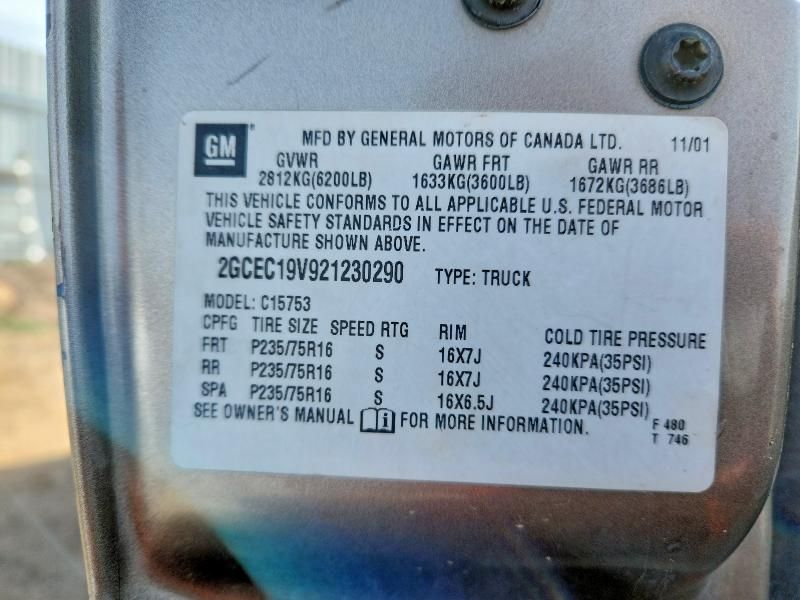 GM MFD BY GENERAL MOTORS OF CANADA LTD. 11/01
GVWR GAWR FRT GAWR RR
2812KG(6200LB) 1633KG(3600LB) 1672KG(3686LB)
THIS VEHICLE CONFORMS TO ALL APPLICABLE U.S. FEDERAL MOTOR
VEHICLE SAFETY STANDARDS IN EFFECT ON THE DATE OF
MANUFACTURE SHOWN ABOVE.
2GCEC19V921230290 TYPE: TRUCK
MODEL: C15753
CPFG TIRE SIZE SPEED RTG RIM COLD TIRE PRESSURE
FRT P235/75R16 S 16X7J 240KPA(35PSI)
RR P235/75R16 S 16X7J 240KPA(35PSI)
SPA P235/75R16 S 16X6.5J 240KPA(35PSI)
SEE OWNER'S MANUAL i FOR MORE INFORMATION. F 480
T 746